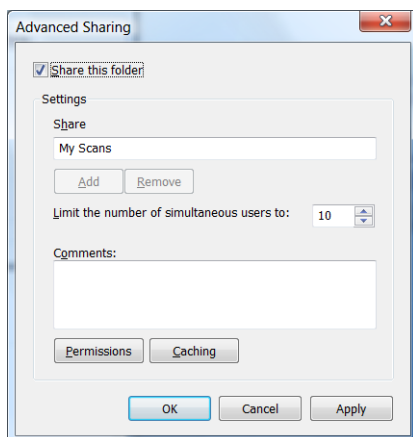 Advanced Sharing
Share this folder
Settings
Share
My Scans
Add Remove
Limit the number of simultaneous users to: 10
Comments:
Permissions Caching
OK Cancel Apply